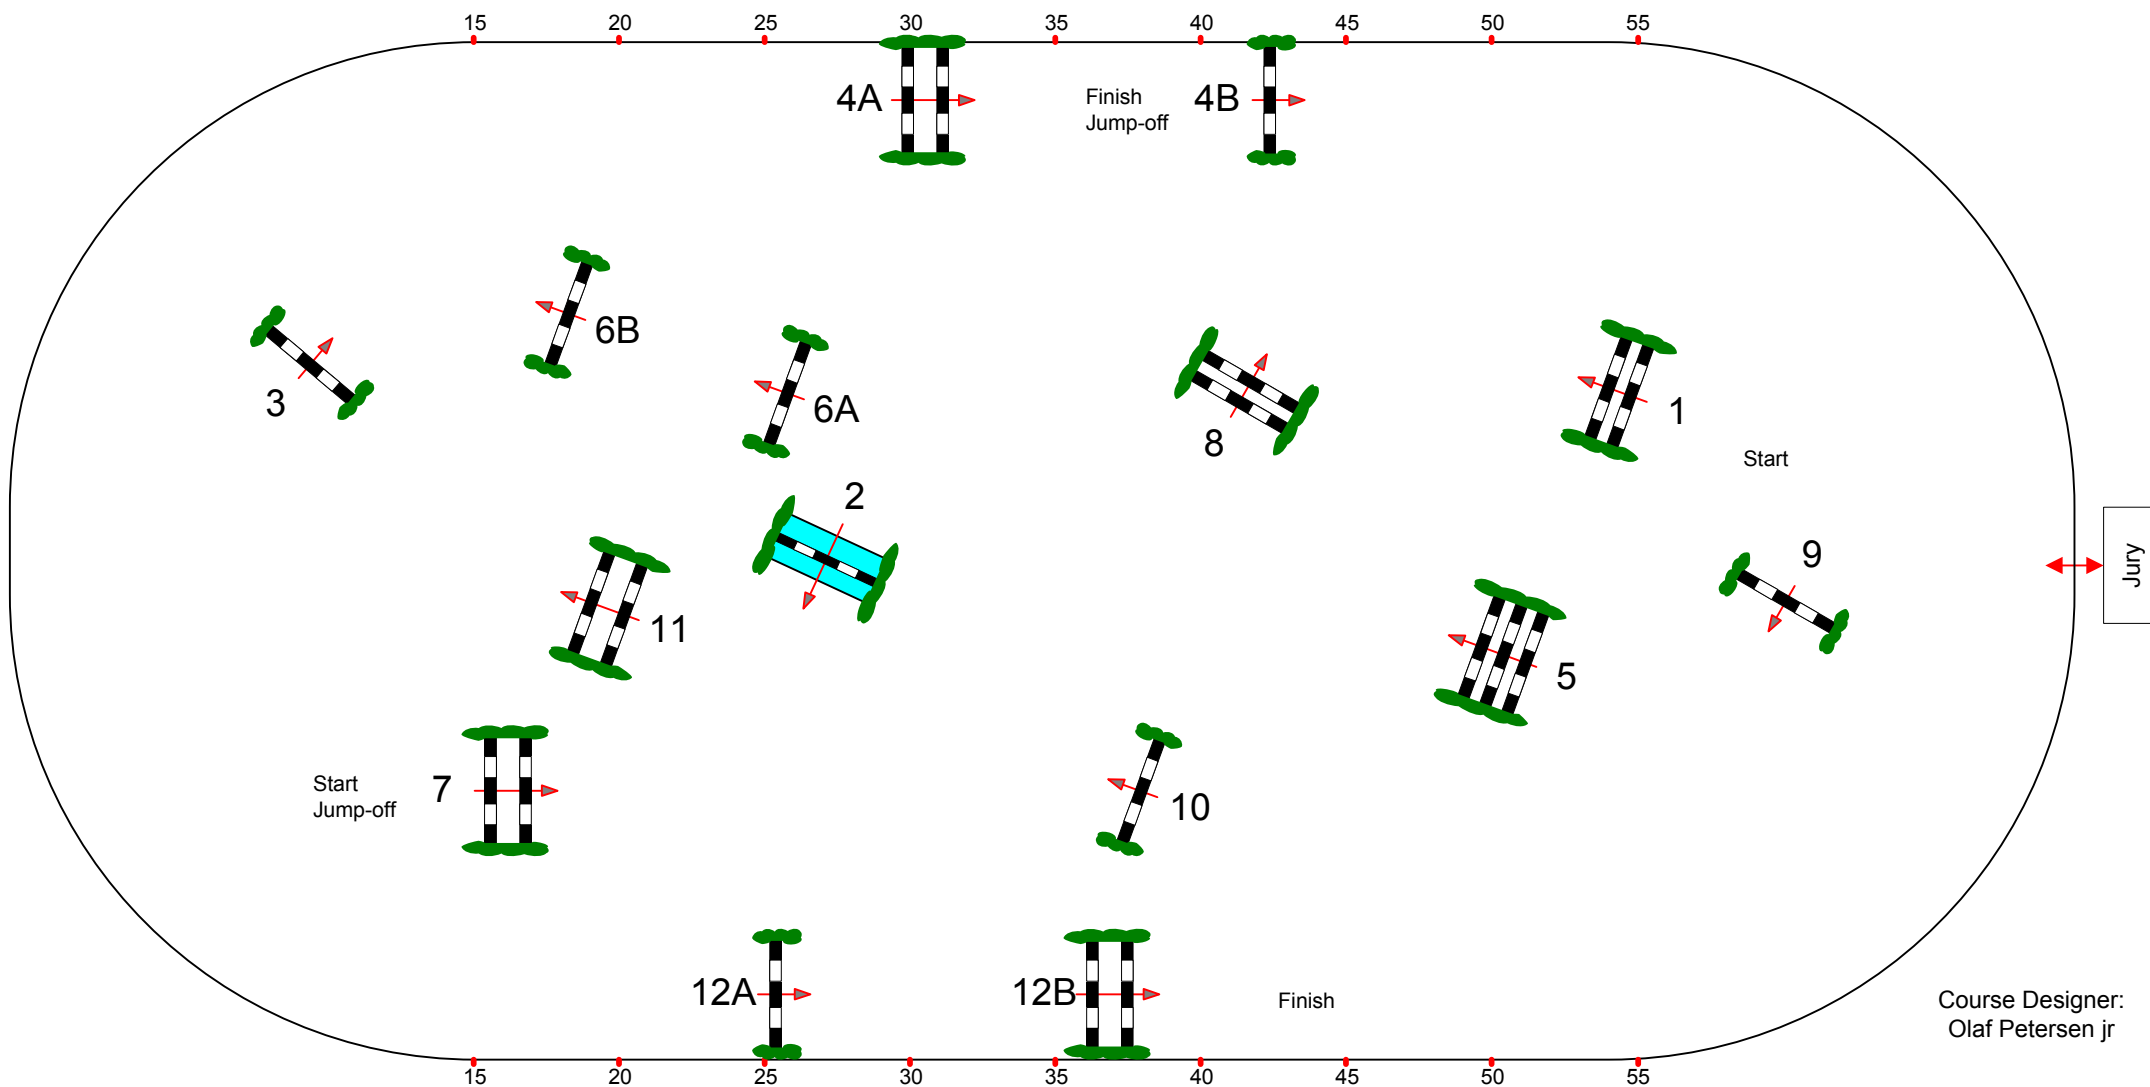 15 20 25 30 35 40 45 50 55
4A
Finish
Jump-off
4B
6B
3
6A
8
1
Start
2
9
Jury
11
5
Start
Jump-off
7
10
12A
12B
Finish
Course Designer:
Olaf Petersen jr
15 20 25 30 35 40 45 50 55